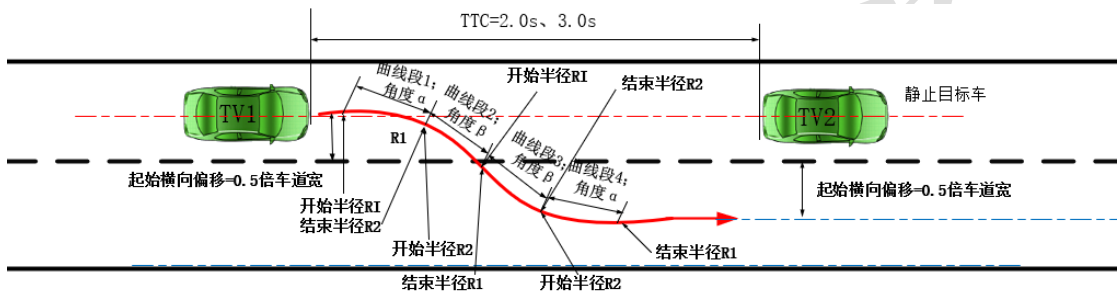 TTC=2.0s、3.0s
开始半径RI
结束半径R2
曲线段1;
角度α
曲线段2;
角度β
TV1
TV2
静止目标车
R1
曲线段3;
角度β
曲线段4;
角度α
起始横向偏移=0.5倍车道宽
起始横向偏移=0.5倍车道宽
开始半径RI
结束半径R2
开始半径R2
结束半径R1
结束半径R1
开始半径R2